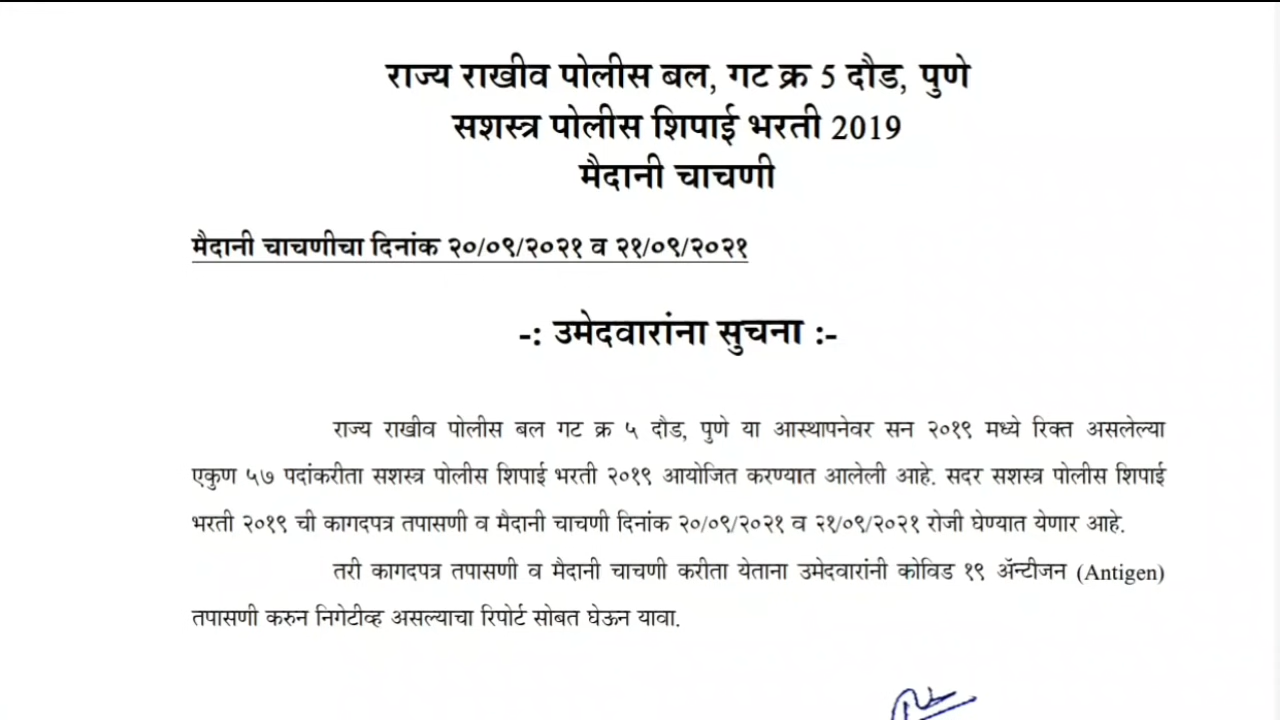 राज्य राखीव पोलीस बल, गट क्र 5 दौड, पुणे
सशस्त्र पोलीस शिपाई भरती 2019
मैदानी चाचणी
मैदानी चाचणीचा दिनांक २०/०९/२०२१ व २१/०९/२०२१
-: उमेदवारांना सुचना :-
राज्य राखीव पोलीस बल गट क्र ५ दौड, पुणे या आस्थापनेवर सन २०१९ मध्ये रिक्त असलेल्या
एकुण ५७ पदांकरीता सशस्त्र पोलीस शिपाई भरती २०१९ आयोजित करण्यात आलेली आहे. सदर सशस्त्र पोलीस शिपाई
भरती २०१९ ची कागदपत्र तपासणी व मैदानी चाचणी दिनांक २०/०९/२०२१ व २१/०९/२०२१ रोजी घेण्यात येणार आहे.
तरी कागदपत्र तपासणी व मैदानी चाचणी करीता येताना उमेदवारांनी कोविड १९ ॲन्टीजन (Antigen)
तपासणी करुन निगेटीव्ह असल्याचा रिपोर्ट सोबत घेऊन यावा.